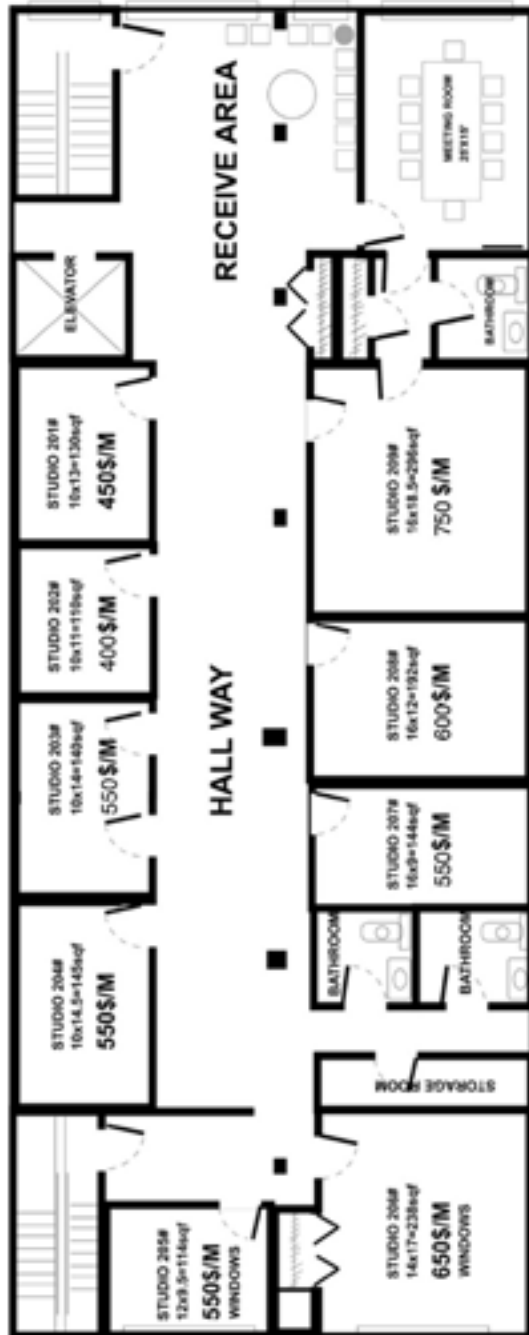 RECEIVE AREA
MEETING ROOM
25'X15'
ELEVATOR
BATHROOM
STUDIO 201#
10x13=130sqf
450$/M
STUDIO 209#
16x18.5=296sqf
750 $/M
STUDIO 202#
10x11=110sqf
400$/M
HALL WAY
STUDIO 208#
16x12=192sqf
600$/M
STUDIO 203#
10x14=140sqf
550$/M
STUDIO 207#
16x9=144sqf
550$/M
STUDIO 204#
10x14.5=145sqf
550$/M
BATHROOM
BATHROOM
STORAGE ROOM
STUDIO 205#
12x9.5=114sqf
550$/M
WINDOWS
STUDIO 206#
14x17=238sqf
650$/M
WINDOWS